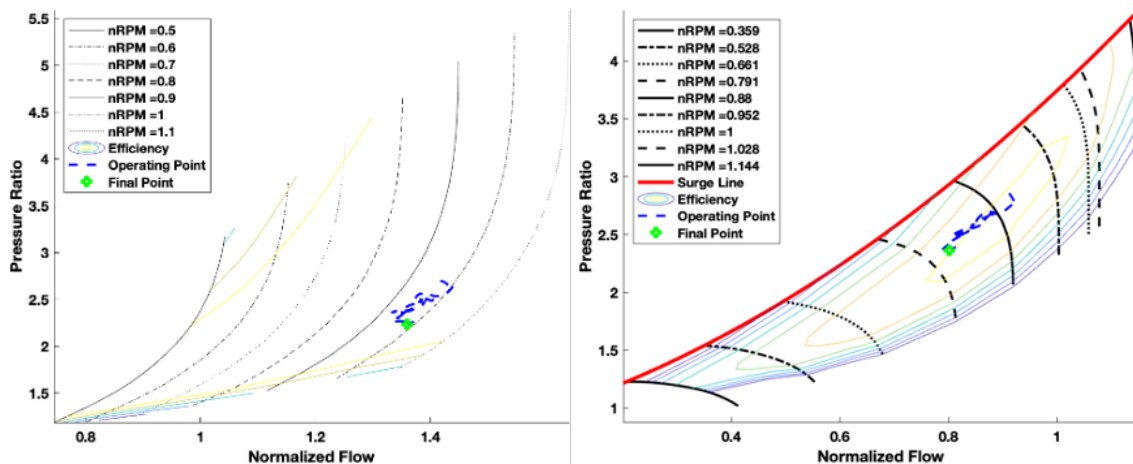 5.5
5
4.5
4
3.5
3
2.5
2
1.5
Pressure Ratio
nRPM =0.5
nRPM =0.6
nRPM =0.7
nRPM =0.8
nRPM =0.9
nRPM =1
nRPM =1.1
Efficiency
Operating Point
Final Point
0.8 1 1.2 1.4
Normalized Flow
4
3.5
3
2.5
2
1.5
1
Pressure Ratio
nRPM =0.359
nRPM =0.528
nRPM =0.661
nRPM =0.791
nRPM =0.88
nRPM =0.952
nRPM =1
nRPM =1.028
nRPM =1.144
Surge Line
Efficiency
Operating Point
Final Point
0.4 0.6 0.8 1
Normalized Flow